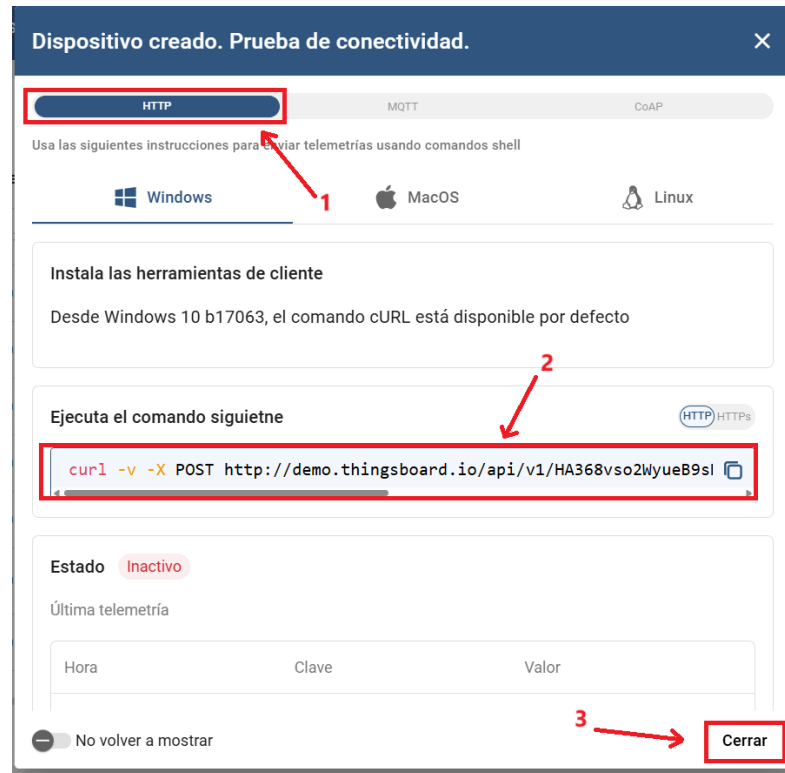 Dispositivo creado. Prueba de conectividad.
HTTP MQTT CoAP
Usa las siguientes instrucciones para enviar telemetrías usando comandos shell
1
Windows MacOS Linux
Instala las herramientas de cliente
Desde Windows 10 b17063, el comando cURL está disponible por defecto
2
Ejecuta el comando siguietne HTTP HTTPs
curl -v -X POST http://demo.thingsboard.io/api/v1/HA368vso2WyueB9s
Estado Inactivo
Última telemetría
Hora Clave Valor
3
No volver a mostrar Cerrar